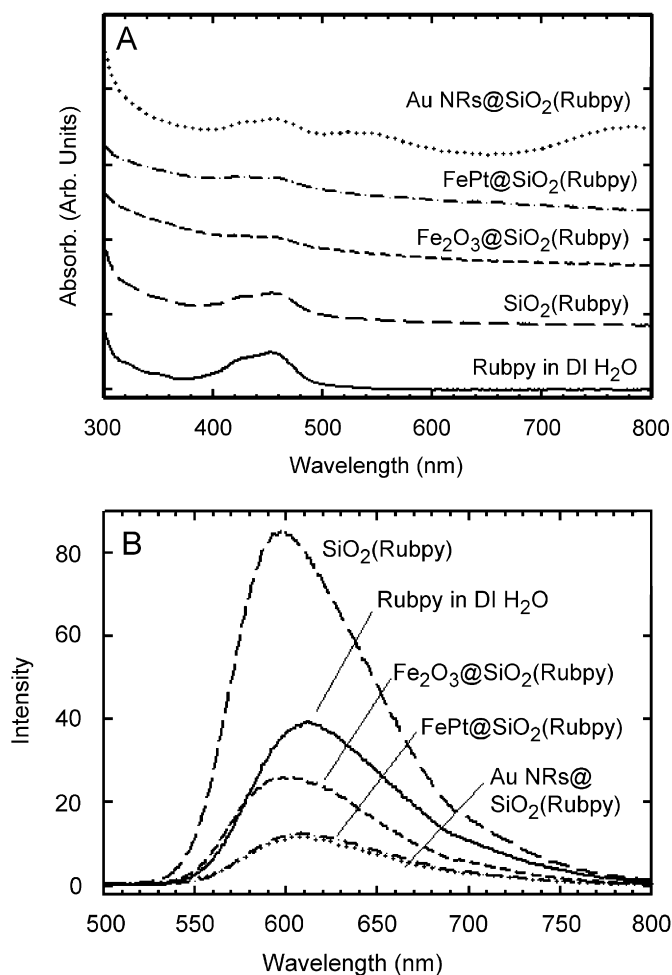 A
Au NRs@SiO2(Rubpy)
FePt@SiO2(Rubpy)
Fe2O3@SiO2(Rubpy)
SiO2(Rubpy)
Rubpy in DI H2O
Absorb. (Arb. Units)
300 400 500 600 700 800
Wavelength (nm)
B
SiO2(Rubpy)
Rubpy in DI H2O
Fe2O3@SiO2(Rubpy)
FePt@SiO2(Rubpy)
Au NRs@
SiO2(Rubpy)
80
60
40
20
0
Intensity
500 550 600 650 700 750 800
Wavelength (nm)